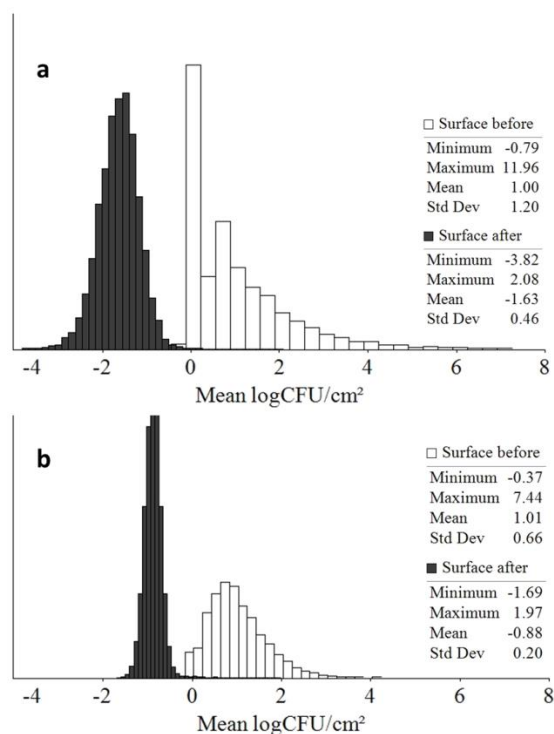 a
□ Surface before
Minimum -0.79
Maximum 11.96
Mean 1.00
Std Dev 1.20
■ Surface after
Minimum -3.82
Maximum 2.08
Mean -1.63
Std Dev 0.46
-4 -2 0 2 4 6 8
Mean logCFU/cm²
b
□ Surface before
Minimum -0.37
Maximum 7.44
Mean 1.01
Std Dev 0.66
■ Surface after
Minimum -1.69
Maximum 1.97
Mean -0.88
Std Dev 0.20
-4 -2 0 2 4 6 8
Mean logCFU/cm²